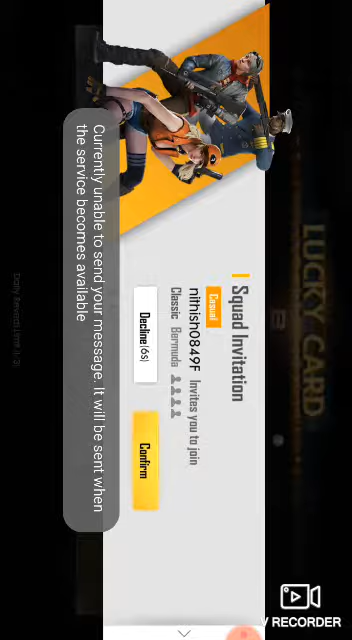 LUCKY CARD
Squad Invitation
Casual
nithish0849F Invites you to join
Classic Bermuda
Decline(6s)
Confirm
Currently unable to send your message. It will be sent when
the service becomes available
V RECORDER